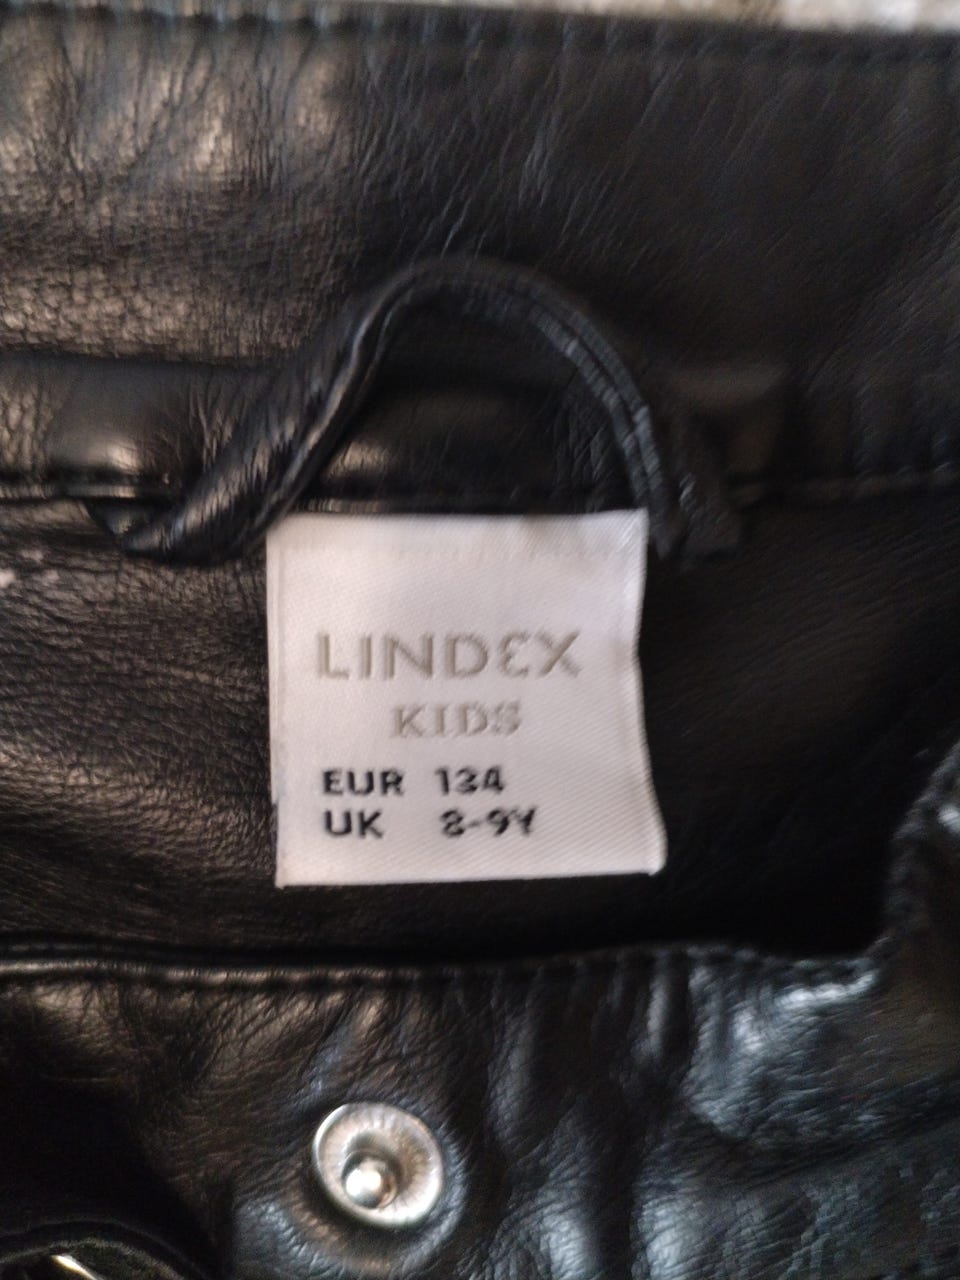 LINDEX
KIDS
EUR 134
UK 8-9Y